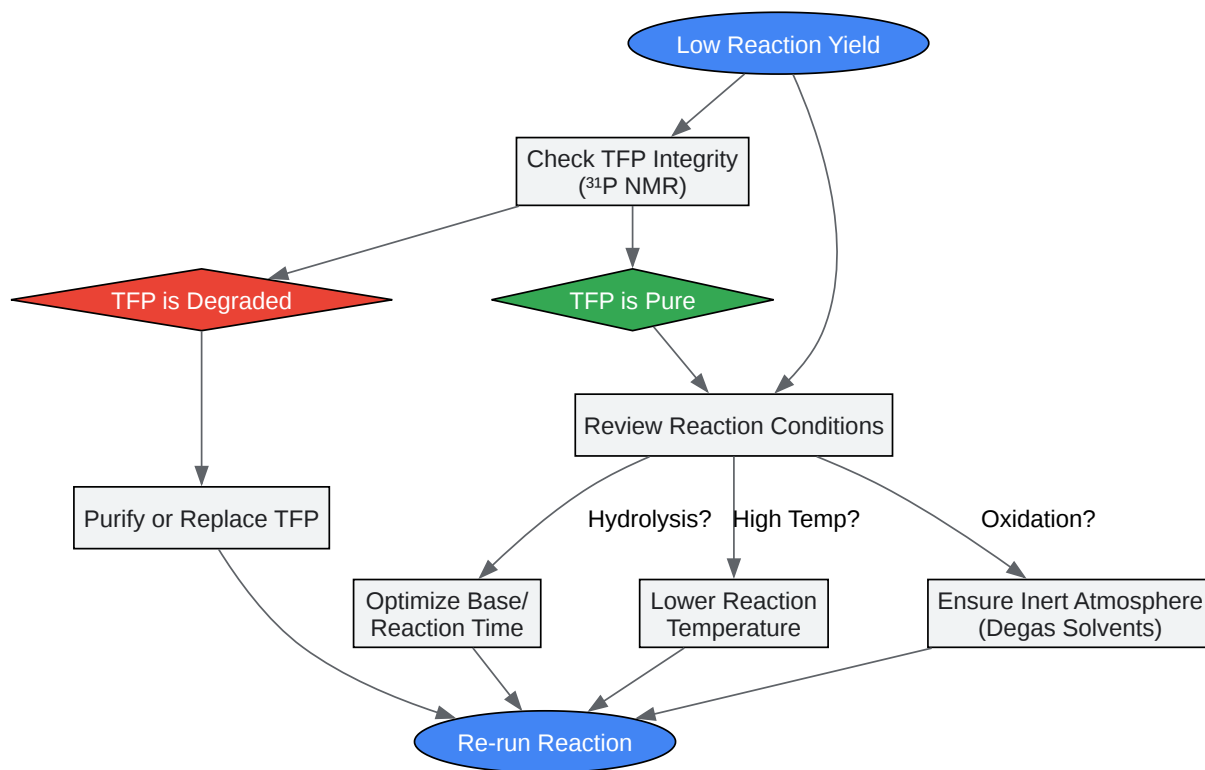 Low Reaction Yield
Check TFP Integrity
(³¹P NMR)
TFP is Degraded
TFP is Pure
Review Reaction Conditions
Purify or Replace TFP
Hydrolysis?
High Temp?
Oxidation?
Optimize Base/
Reaction Time
Lower Reaction
Temperature
Ensure Inert Atmosphere
(Degas Solvents)
Re-run Reaction